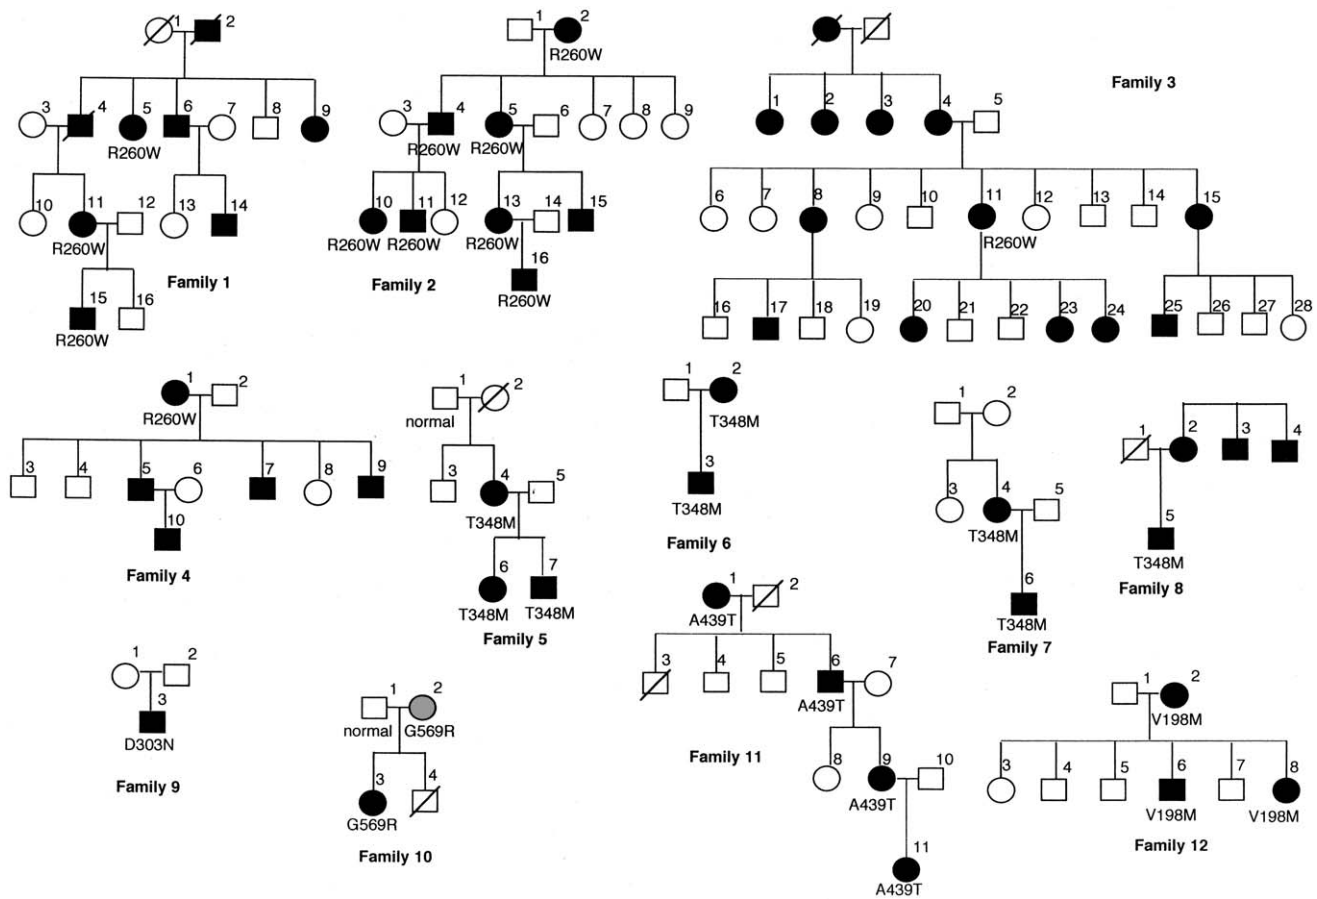 1 2
3 4 5 6 7 8 9
R260W
10 11 12 13 14
R260W
15 16
R260W
Family 1
1 2
R260W
3 4 5 6 7 8 9
R260W R260W
10 11 12 13 14 15
R260W R260W R260W
16
R260W
Family 2
Family 3
1 2 3 4 5
6 7 8 9 10 11 12 13 14 15
R260W
16 17 18 19 20 21 22 23 24 25 26 27 28
1 2
R260W
3 4 5 6 7 8 9
10
Family 4
1 2
normal
3 4 5
T348M
6 7
T348M T348M
Family 5
1 2
T348M
3
T348M
Family 6
1 2
3 4 5
T348M
6
T348M
Family 7
1 2 3 4
5
T348M
Family 8
1 2
3
D303N
Family 9
1 2
normal G569R
3 4
G569R
Family 10
1 2
A439T
3 4 5 6 7
A439T
8 9 10
A439T
11
A439T
Family 11
1 2
V198M
3 4 5 6 7 8
V198M V198M
Family 12